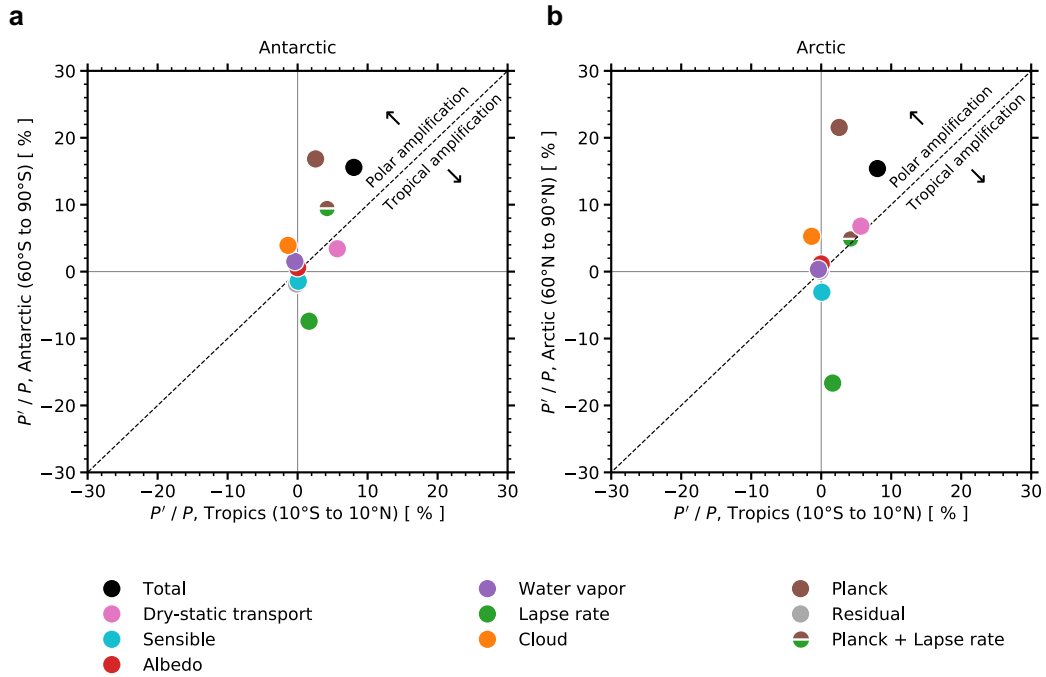 a
Antarctic
30
20
10
0
−10
−20
−30
−30 −20 −10 0 10 20 30
P′ / P, Antarctic (60°S to 90°S) [ % ]
P′ / P, Tropics (10°S to 10°N) [ % ]
Polar amplification
Tropical amplification
b
Arctic
30
20
10
0
−10
−20
−30
−30 −20 −10 0 10 20 30
P′ / P, Arctic (60°N to 90°N) [ % ]
P′ / P, Tropics (10°S to 10°N) [ % ]
Polar amplification
Tropical amplification
Total
Dry-static transport
Sensible
Albedo
Water vapor
Lapse rate
Cloud
Planck
Residual
Planck + Lapse rate